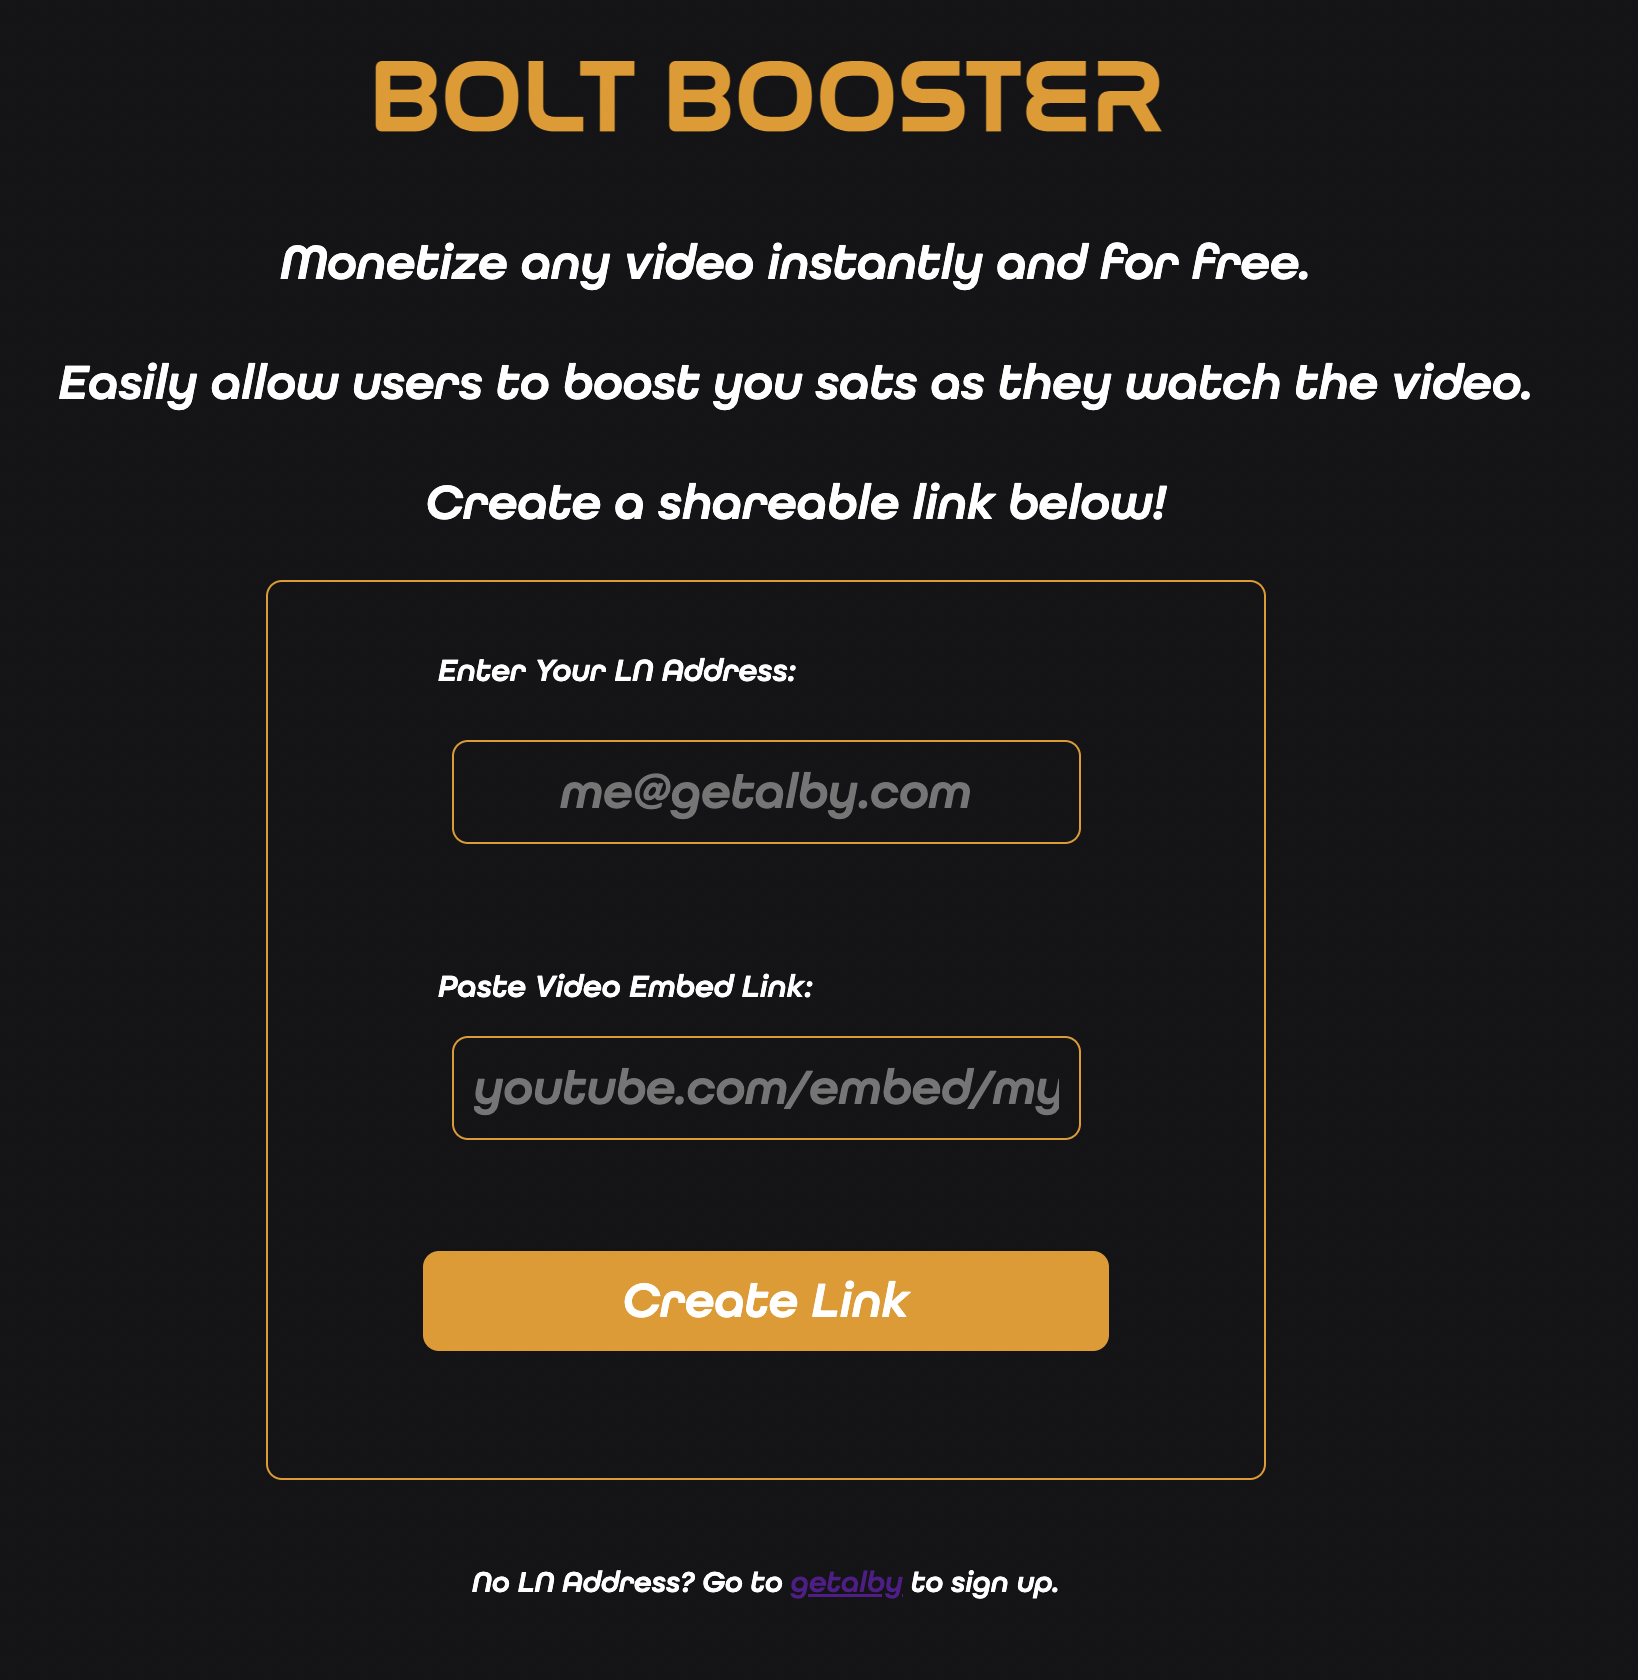 BOLT BOOSTER
Monetize any video instantly and for free.
Easily allow users to boost you sats as they watch the video.
Create a shareable link below!
Enter Your LN Address:
me@getalby.com
Paste Video Embed Link:
youtube.com/embed/my
Create Link
No LN Address? Go to getalby to sign up.